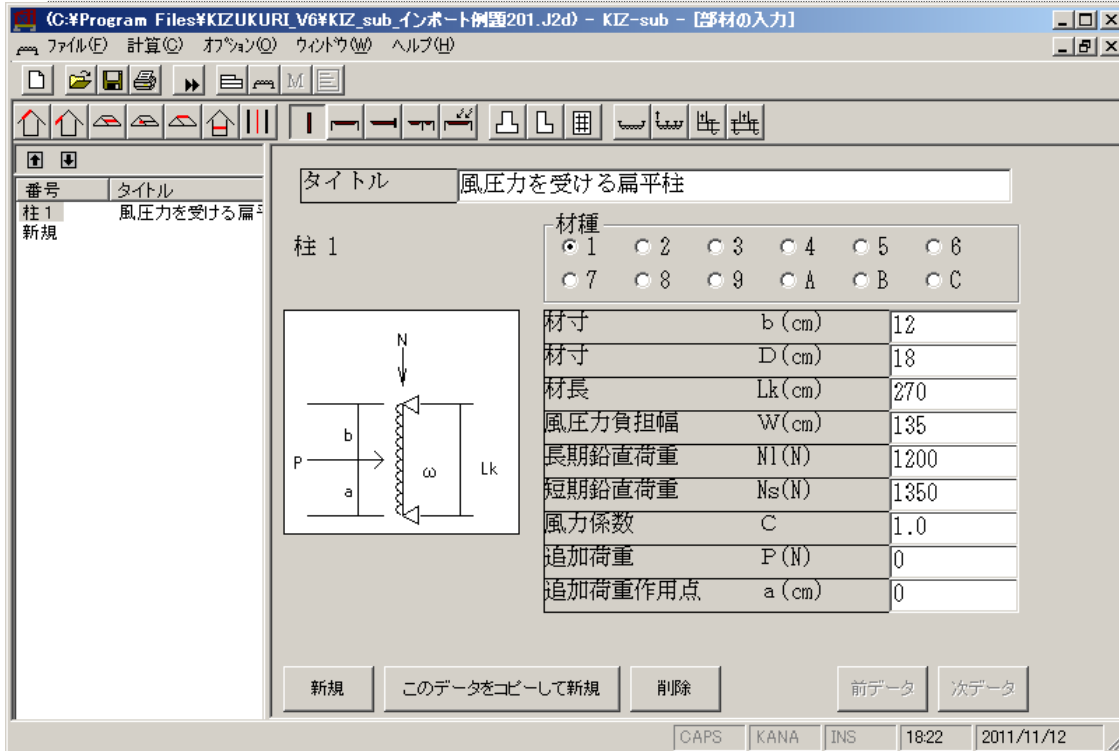 (C:¥Program Files¥KIZUKURI_V6¥KIZ_sub_インポート例題201.J2d) - KIZ-sub - [部材の入力]
ファイル(F) 計算(C) オプション(O) ウィンドウ(W) ヘルプ(H)
M
番号 タイトル
柱1 風圧力を受ける扁平
新規
タイトル 風圧力を受ける扁平柱
柱 1
材種
1 2 3 4 5 6
7 8 9 A B C
N
b
P
ω
Lk
a
材寸 b(cm) 12
材寸 D(cm) 18
材長 Lk(cm) 270
風圧力負担幅 W(cm) 135
長期鉛直荷重 Nl(N) 1200
短期鉛直荷重 Ns(N) 1350
風力係数 C 1.0
追加荷重 P(N) 0
追加荷重作用点 a(cm) 0
新規 このデータをコピーして新規 削除 前データ 次データ
CAPS KANA INS 18:22 2011/11/12